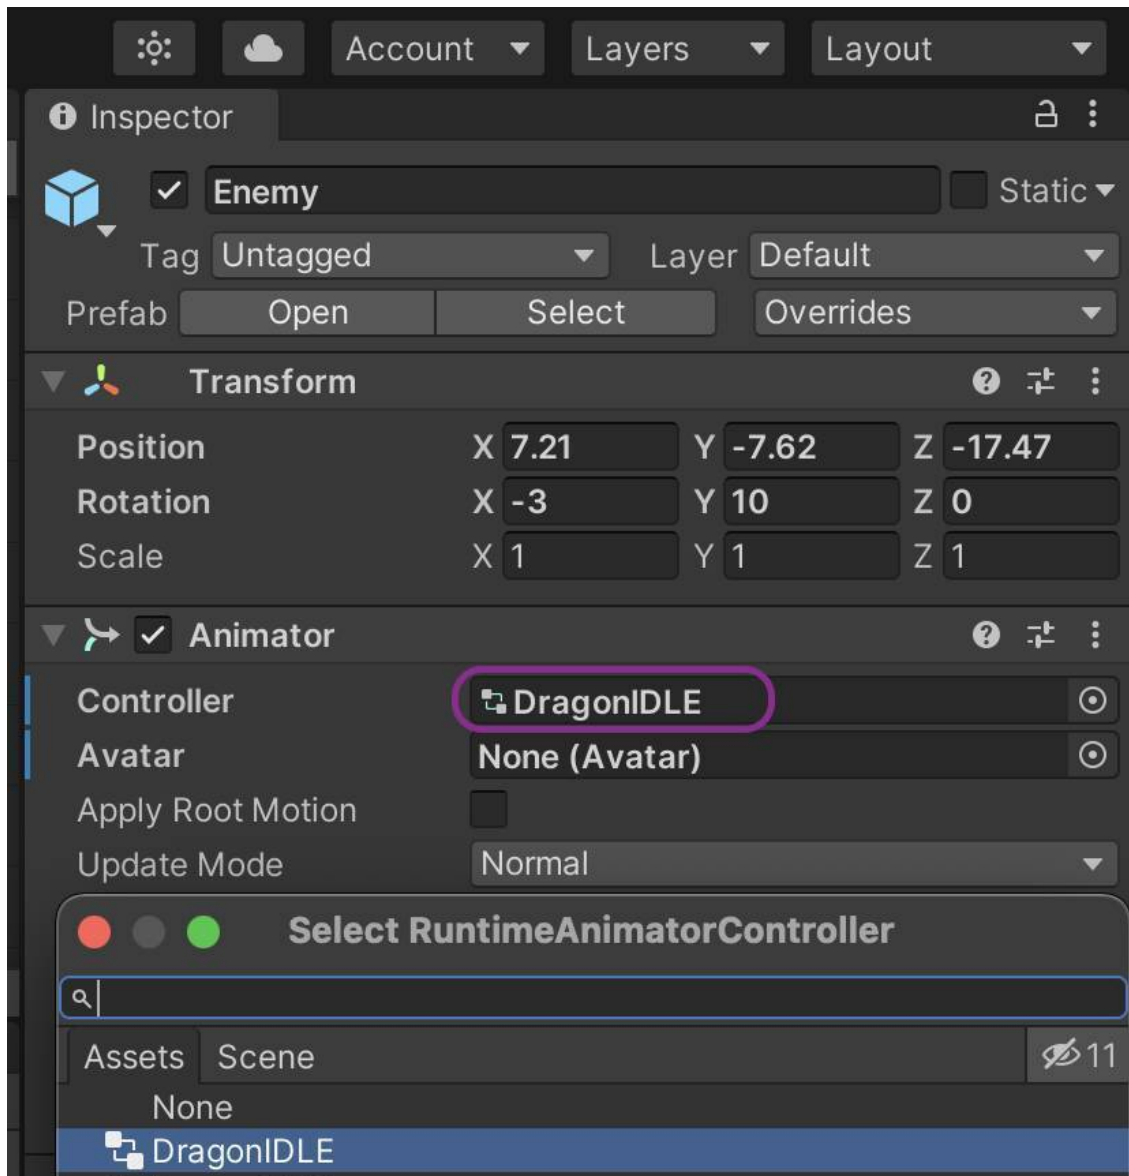 Account Layers Layout
Inspector
Enemy Static
Tag Untagged Layer Default
Prefab Open Select Overrides
Transform
Position X 7.21 Y -7.62 Z -17.47
Rotation X -3 Y 10 Z 0
Scale X 1 Y 1 Z 1
Animator
Controller DragonIDLE
Avatar None (Avatar)
Apply Root Motion
Update Mode Normal
Select RuntimeAnimatorController
Assets Scene 11
None
DragonIDLE